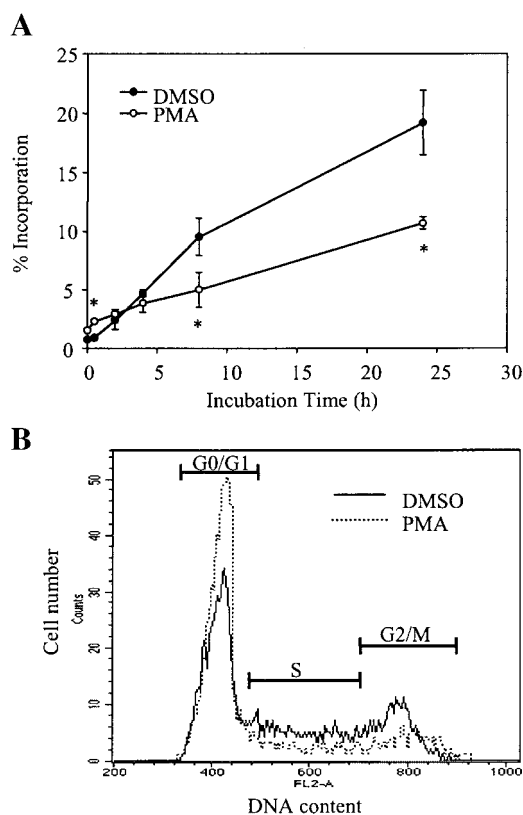 A
25
20
15
10
5
0
% Incorporation
DMSO
PMA
*
*
*
0 5 10 15 20 25 30
Incubation Time (h)
B
G0/G1
DMSO
PMA
G2/M
S
50
40
30
20
10
0
Cell number
Counts
200 400 600 800 1000
FL2-A
DNA content